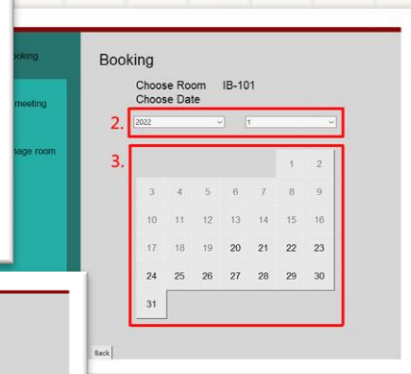 ooking
meeting
nage room
Booking
Choose Room IB-101
Choose Date
2.
2022 1
3.
1 2
3 4 5 6 7 8 9
10 11 12 13 14 15 16
17 18 19 20 21 22 23
24 25 26 27 28 29 30
31
Back